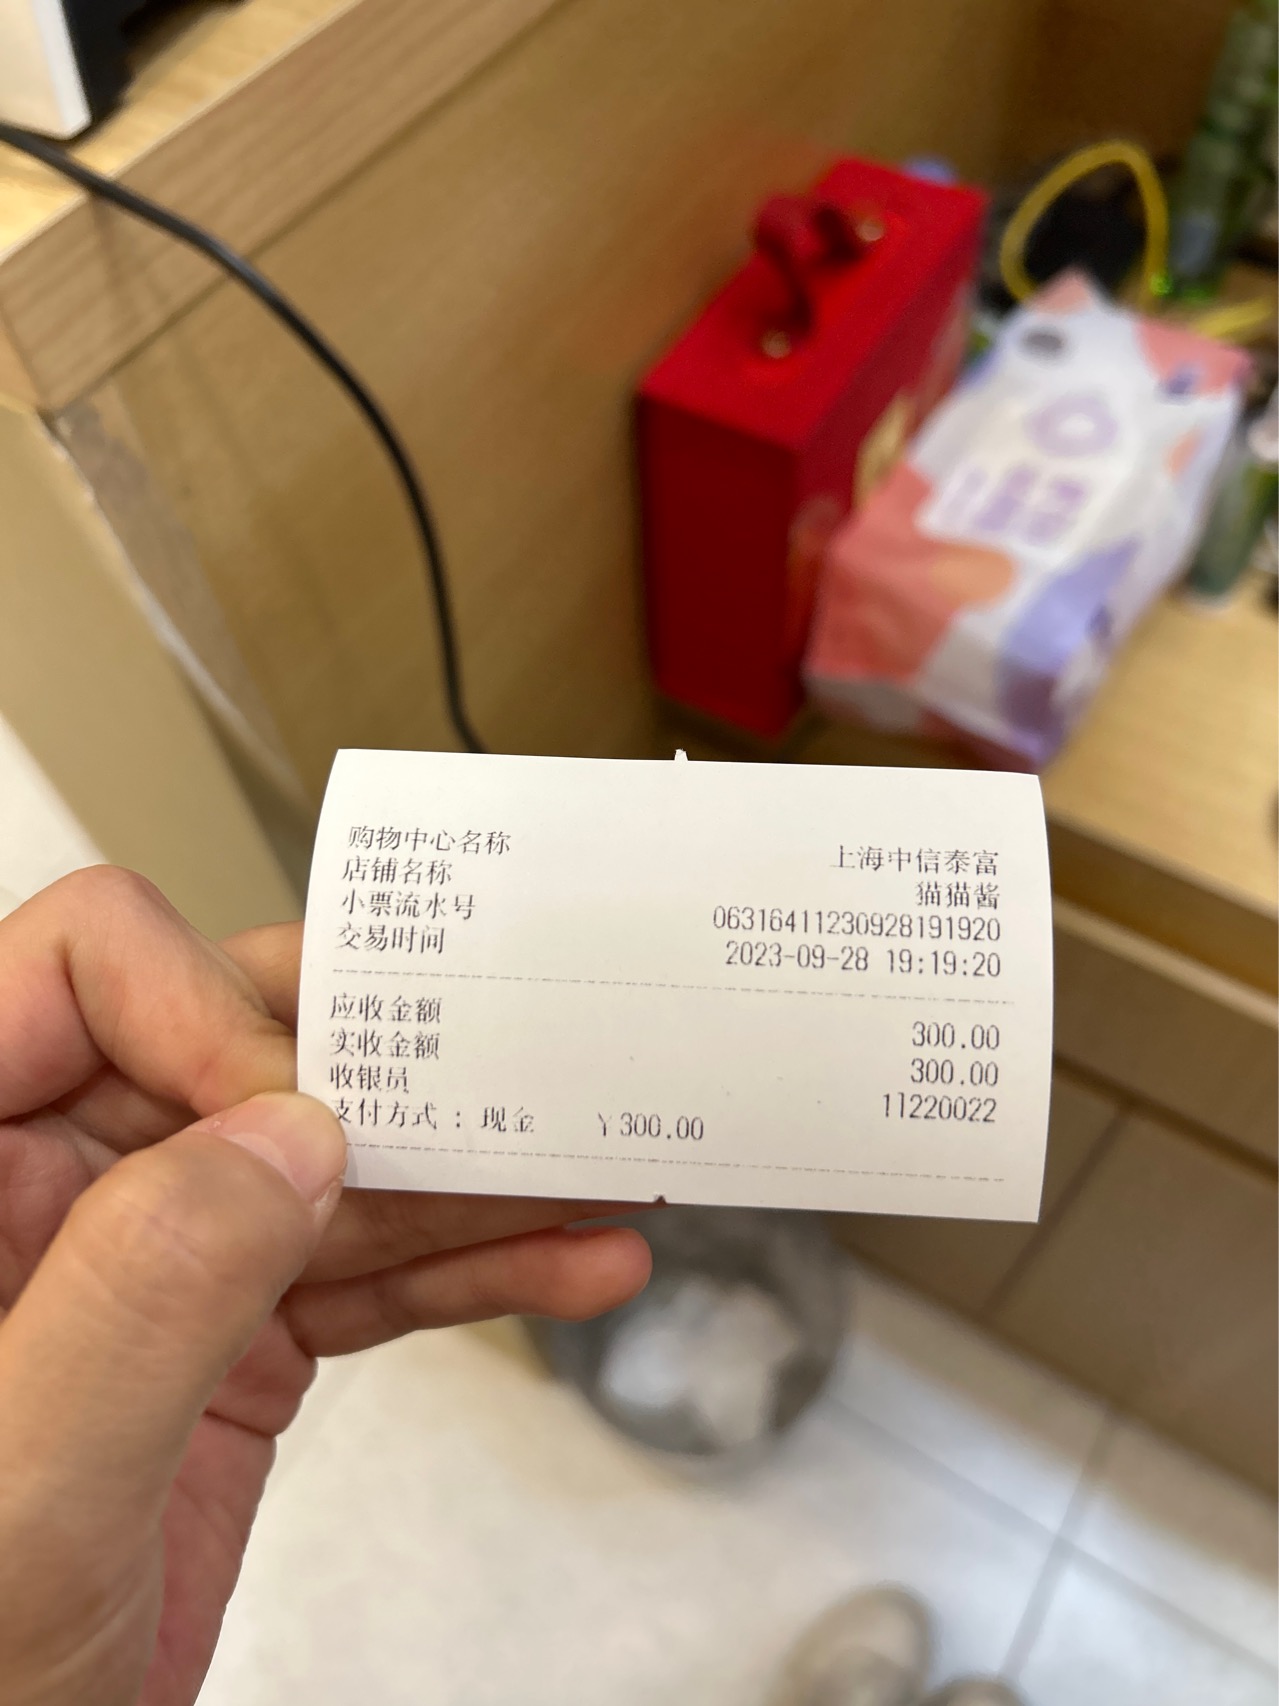 购物中心名称 上海中信泰富
店铺名称 猫猫酱
小票流水号 06316411230928191920
交易时间 2023-09-28 19:19:20
应收金额 300.00
实收金额 300.00
收银员 11220022
支付方式：现金 ￥300.00